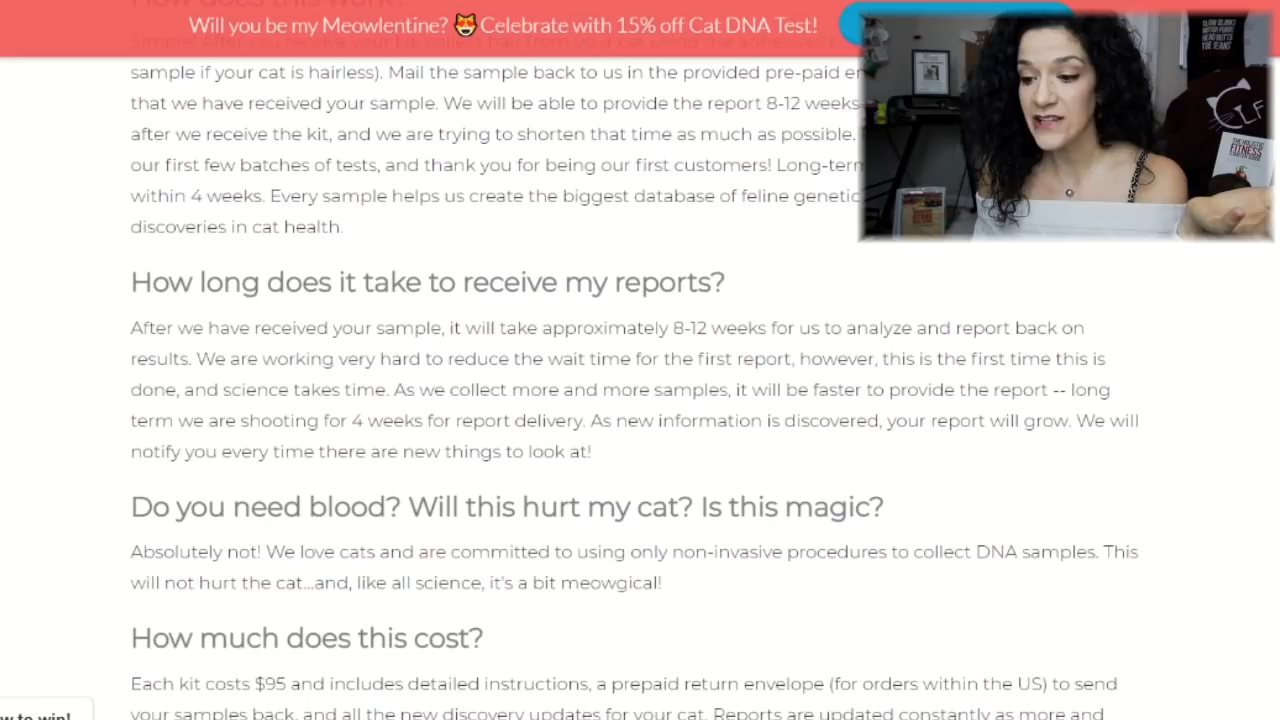 How does this work?
Will you be my Meowlentine? 😻 Celebrate with 15% off Cat DNA Test!
sample if your cat is hairless). Mail the sample back to us in the provided pre-paid en
that we have received your sample. We will be able to provide the report 8-12 weeks
after we receive the kit, and we are trying to shorten that time as much as possible.
our first few batches of tests, and thank you for being our first customers! Long-term
within 4 weeks. Every sample helps us create the biggest database of feline genetic
discoveries in cat health.
SLOW BLINKS
HEAD BUTTS
CLF
THE HOLISTIC
FITNESS
How long does it take to receive my reports?
After we have received your sample, it will take approximately 8-12 weeks for us to analyze and report back on
results. We are working very hard to reduce the wait time for the first report, however, this is the first time this is
done, and science takes time. As we collect more and more samples, it will be faster to provide the report -- long
term we are shooting for 4 weeks for report delivery. As new information is discovered, your report will grow. We will
notify you every time there are new things to look at!
Do you need blood? Will this hurt my cat? Is this magic?
Absolutely not! We love cats and are committed to using only non-invasive procedures to collect DNA samples. This
will not hurt the cat...and, like all science, it's a bit meowgical!
How much does this cost?
Each kit costs $95 and includes detailed instructions, a prepaid return envelope (for orders within the US) to send
your samples back, and all the new discovery updates for your cat. Reports are updated constantly as more and
w to win!